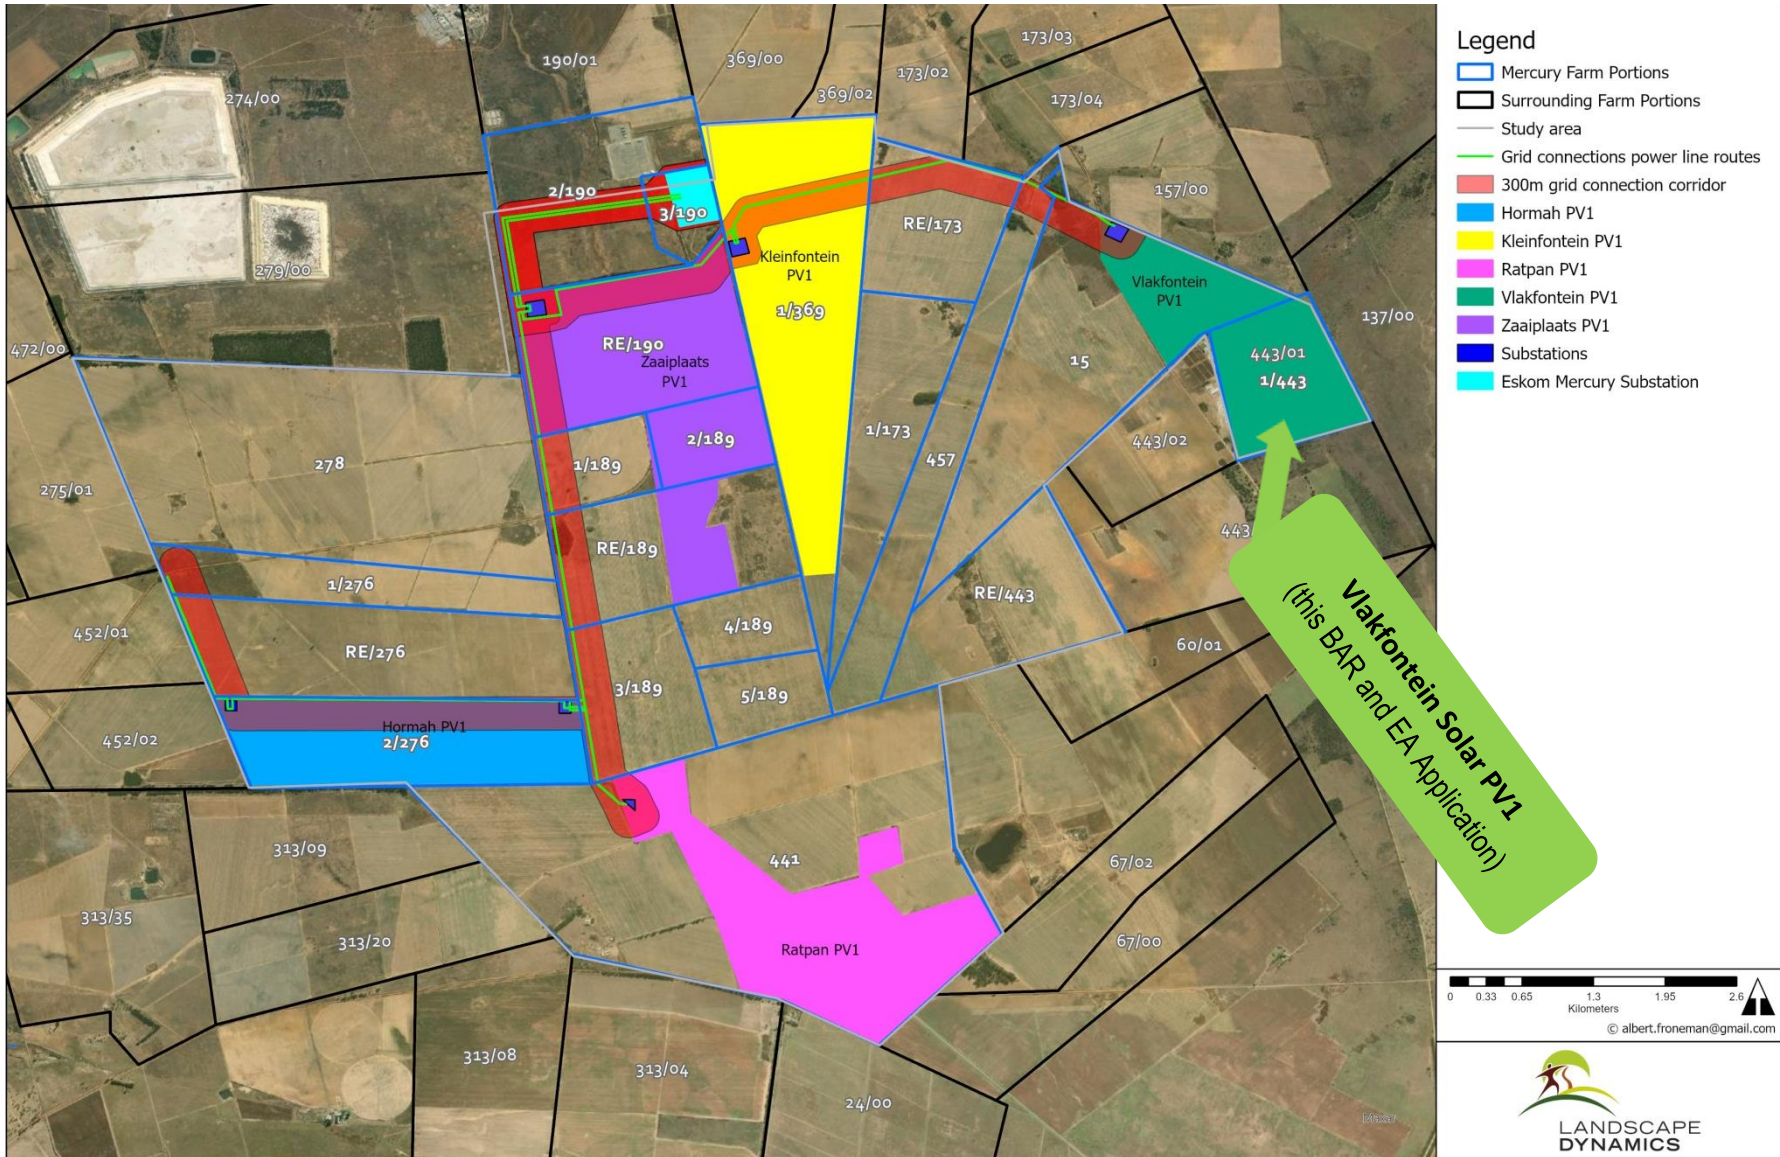 190/01
369/00
173/03
173/02
274/00
369/02
173/04
2/190
157/00
3/190
RE/173
Kleinfontein
PV1
279/00
Vlakfontein
PV1
1/369
137/00
RE/190
Zaaiplaats
PV1
472/00
15
443/01
1/443
2/189
1/173
443/02
278
1/189
457
275/01
443
RE/189
1/276
RE/443
4/189
452/01
RE/276
60/01
3/189
5/189
Hormah PV1
452/02
2/276
313/09
441
67/02
313/35
313/20
Ratpan PV1
67/00
313/08
313/04
24/00
Maxar
Vlakfontein Solar PV1
(this BAR and EA Application)
Legend
Mercury Farm Portions
Surrounding Farm Portions
Study area
Grid connections power line routes
300m grid connection corridor
Hormah PV1
Kleinfontein PV1
Ratpan PV1
Vlakfontein PV1
Zaaiplaats PV1
Substations
Eskom Mercury Substation
0 0.33 0.65 1.3 1.95 2.6
Kilometers
© albert.froneman@gmail.com
LANDSCAPE
DYNAMICS